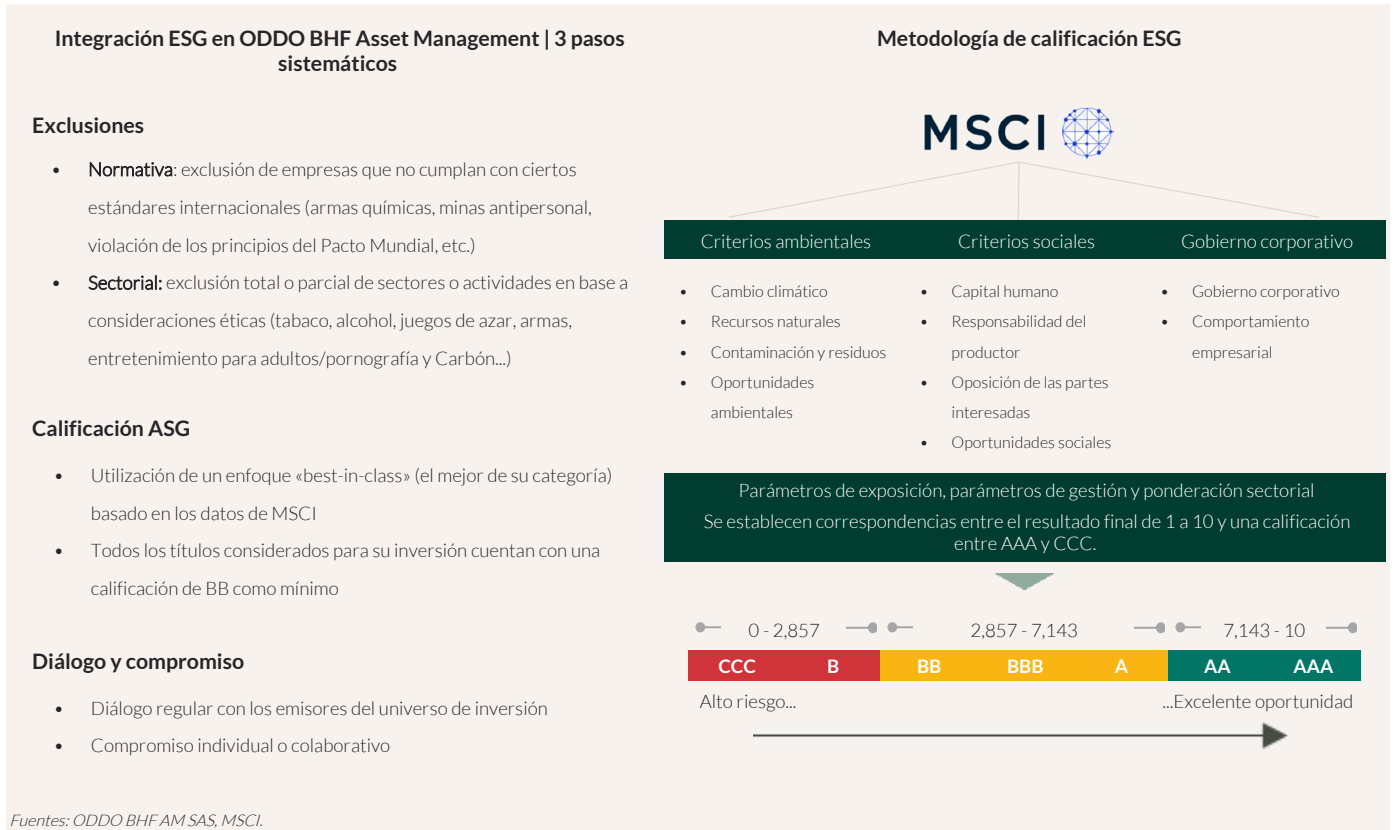 Integración ESG en ODDO BHF Asset Management | 3 pasos
sistemáticos
Exclusiones
• Normativa: exclusión de empresas que no cumplan con ciertos
estándares internacionales (armas químicas, minas antipersonal,
violación de los principios del Pacto Mundial, etc.)
• Sectorial: exclusión total o parcial de sectores o actividades en base a
consideraciones éticas (tabaco, alcohol, juegos de azar, armas,
entretenimiento para adultos/pornografía y Carbón...)
Calificación ASG
• Utilización de un enfoque «best-in-class» (el mejor de su categoría)
basado en los datos de MSCI
• Todos los títulos considerados para su inversión cuentan con una
calificación de BB como mínimo
Diálogo y compromiso
• Diálogo regular con los emisores del universo de inversión
• Compromiso individual o colaborativo
Metodología de calificación ESG
MSCI
Criterios ambientales
• Cambio climático
• Recursos naturales
• Contaminación y residuos
• Oportunidades
ambientales
Criterios sociales
• Capital humano
• Responsabilidad del
productor
• Oposición de las partes
interesadas
• Oportunidades sociales
Gobierno corporativo
• Gobierno corporativo
• Comportamiento
empresarial
Parámetros de exposición, parámetros de gestión y ponderación sectorial
Se establecen correspondencias entre el resultado final de 1 a 10 y una calificación
entre AAA y CCC.
0 - 2,857 2,857 - 7,143 7,143 - 10
CCC B BB BBB A AA AAA
Alto riesgo... ...Excelente oportunidad
Fuentes: ODDO BHF AM SAS, MSCI.